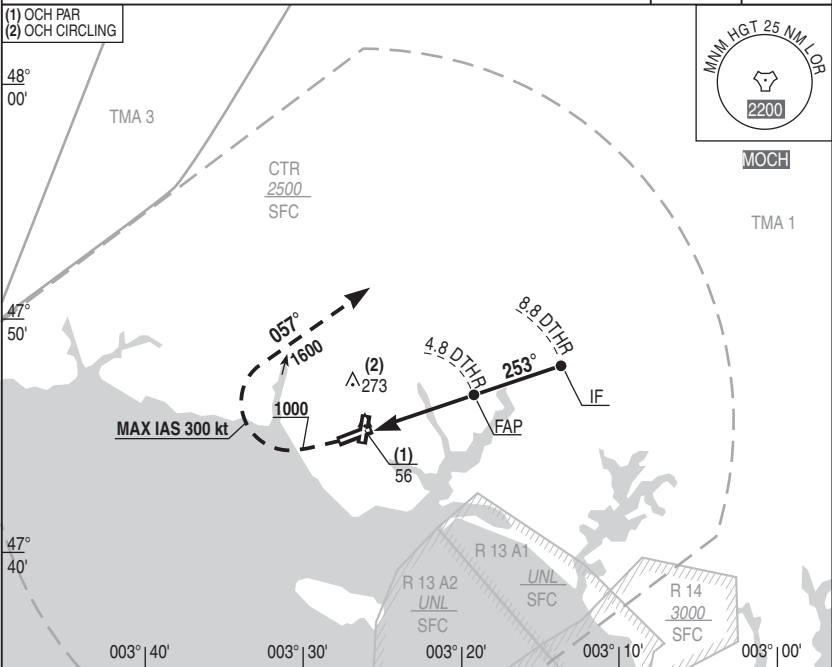 (1) OCH PAR
(2) OCH CIRCLING
MNM HGT 25 NM LOR
2200
MOCH
48°
00'
TMA 3
CTR
2500
SFC
TMA 1
47°
50'
057°
1600
8.8 DTHR
4.8 DTHR
253°
(2)
273
IF
1000
FAP
MAX IAS 300 kt
(1)
56
47°
40'
R 13 A1
UNL
SFC
R 13 A2
UNL
SFC
R 14
3000
SFC
003° 40'
003° 30'
003° 20'
003° 10'
003° 00'